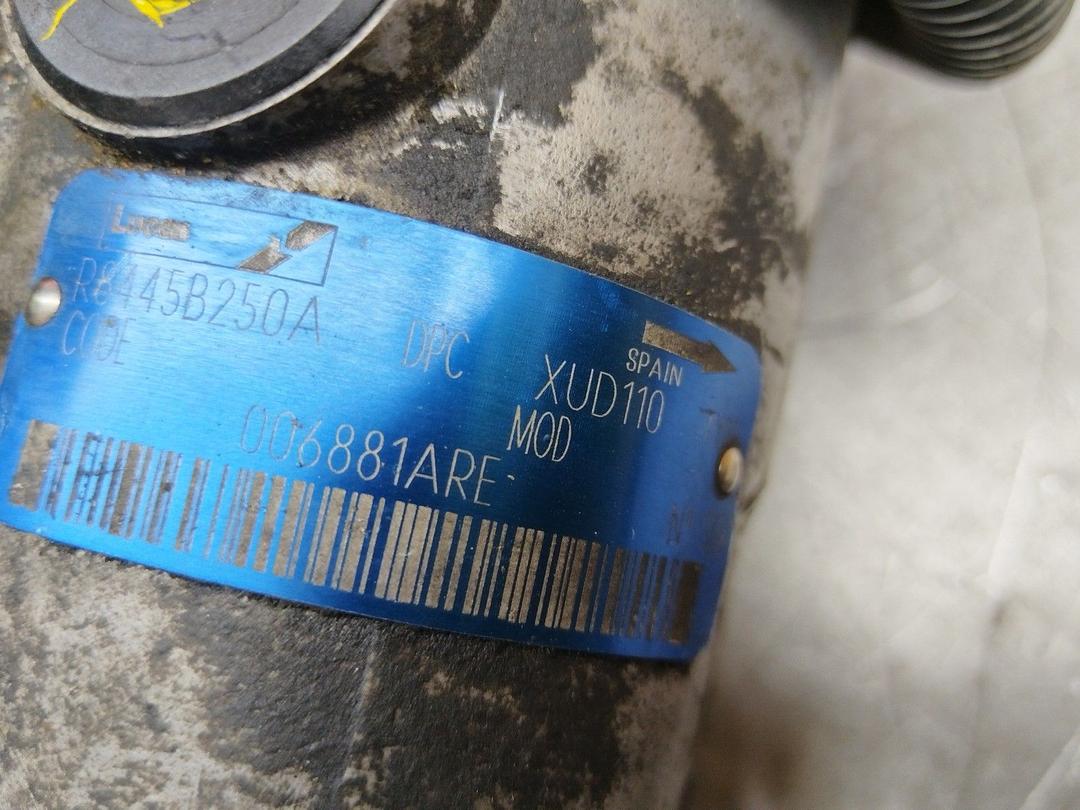 Lucas
R8445B250A
CODE
DPC
SPAIN
XUD110
MOD
006881ARE